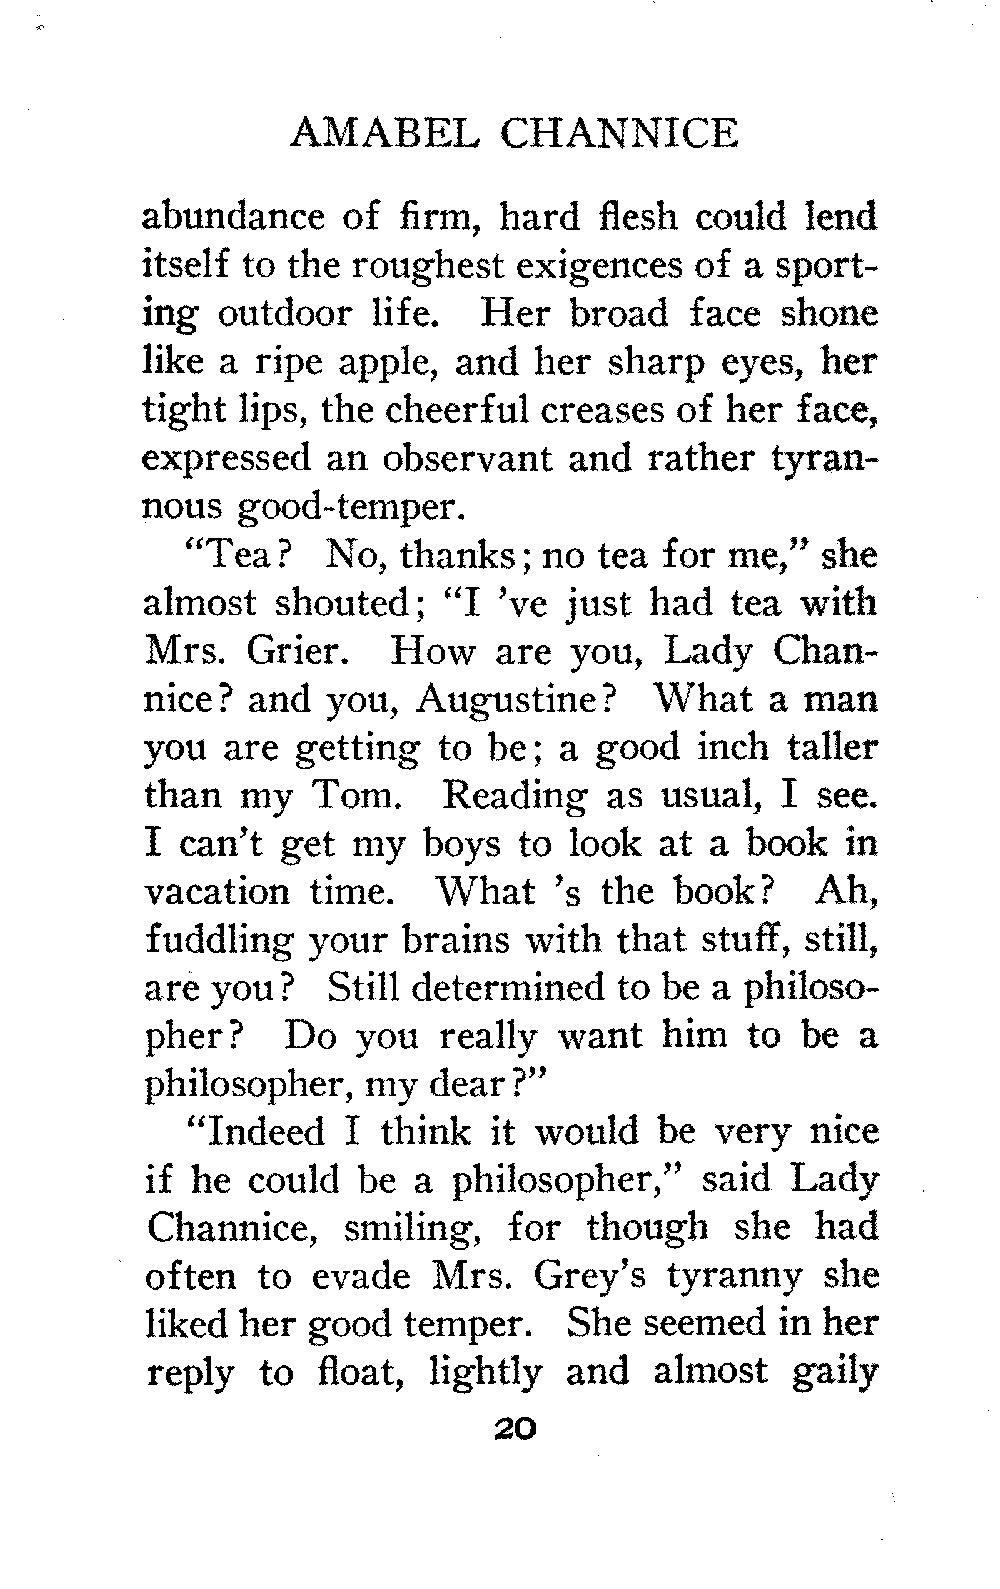 AMABEL CHANNICE
abundance of firm, hard flesh could lend
itself to the roughest exigences of a sport-
ing outdoor life. Her broad face shone
like a ripe apple, and her sharp eyes, her
tight lips, the cheerful creases of her face,
expressed an observant and rather tyran-
nous good-temper.
“Tea? No, thanks; no tea for me,” she
almost shouted; “I ’ve just had tea with
Mrs. Grier. How are you, Lady Chan-
nice? and you, Augustine? What a man
you are getting to be; a good inch taller
than my Tom. Reading as usual, I see.
I can’t get my boys to look at a book in
vacation time. What ’s the book? Ah,
fuddling your brains with that stuff, still,
are you? Still determined to be a philoso-
pher? Do you really want him to be a
philosopher, my dear?”
“Indeed I think it would be very nice
if he could be a philosopher,” said Lady
Channice, smiling, for though she had
often to evade Mrs. Grey’s tyranny she
liked her good temper. She seemed in her
reply to float, lightly and almost gaily
20